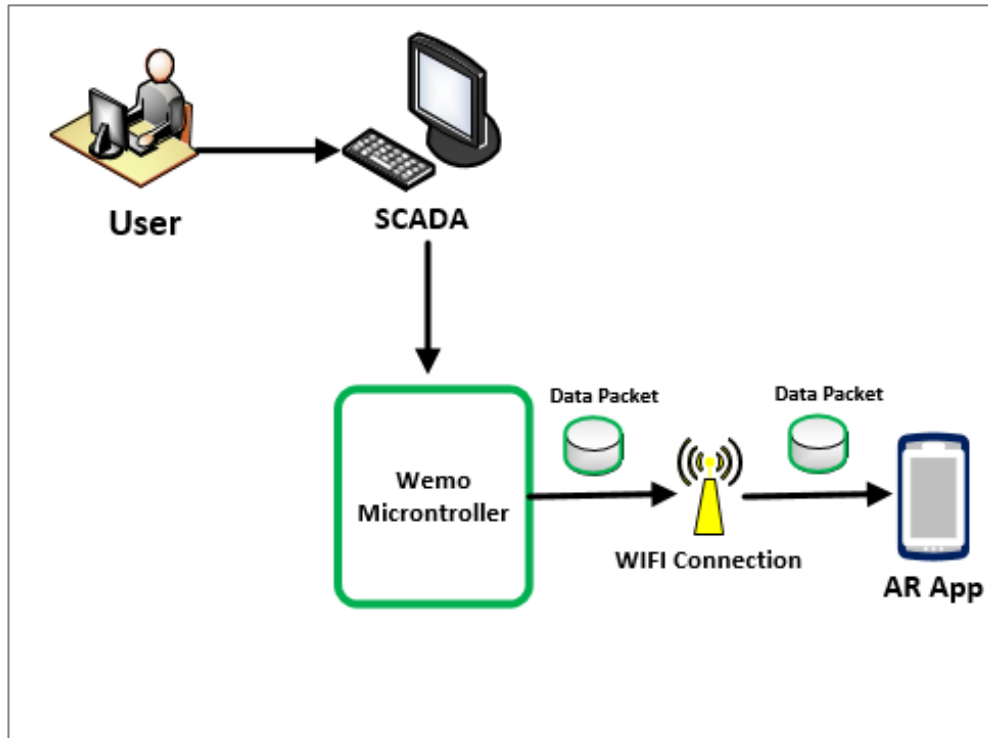 User
SCADA
Data Packet
Data Packet
Wemo
Microntroller
WIFI Connection
AR App